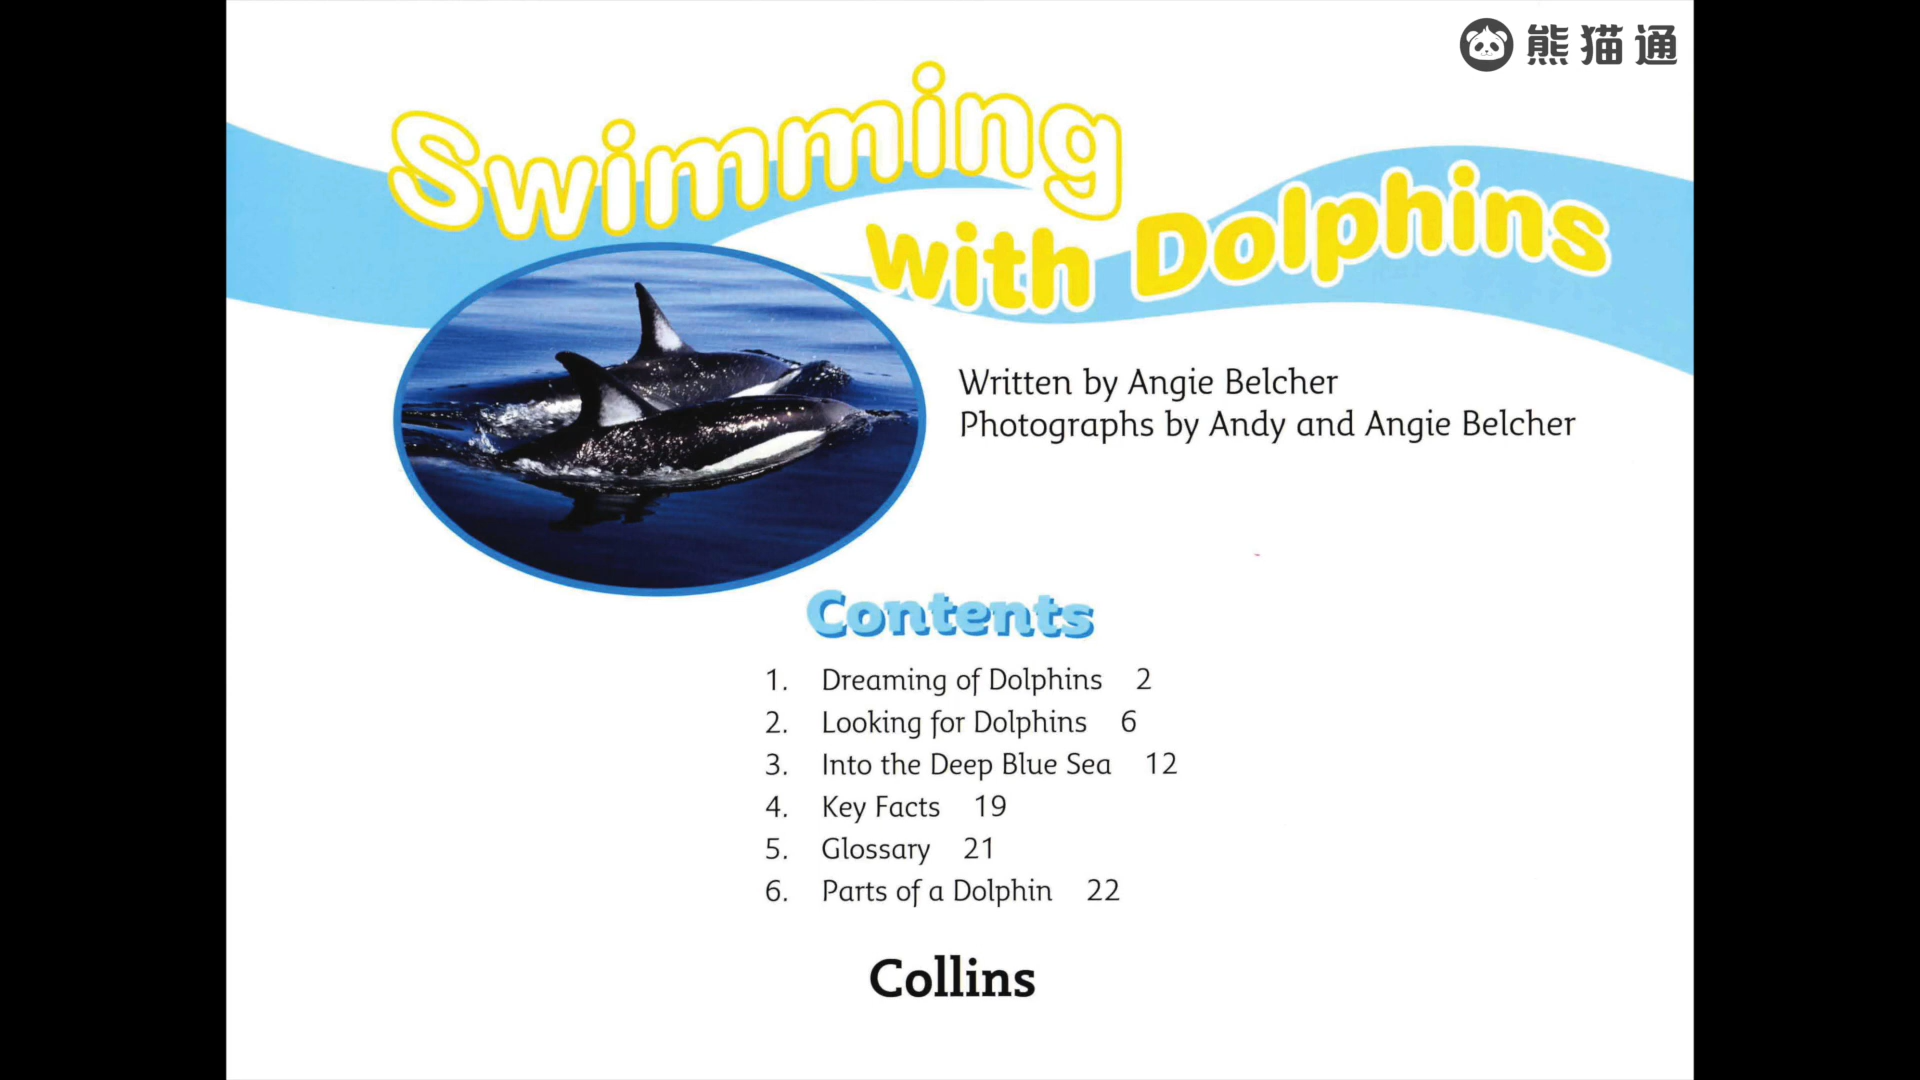 熊猫通
Swimming
with Dolphins
Written by Angie Belcher
Photographs by Andy and Angie Belcher
Contents
1. Dreaming of Dolphins 2
2. Looking for Dolphins 6
3. Into the Deep Blue Sea 12
4. Key Facts 19
5. Glossary 21
6. Parts of a Dolphin 22
Collins